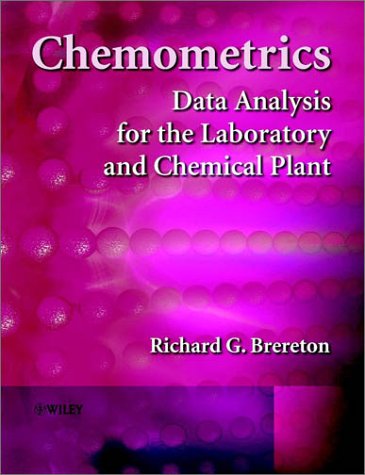 Chemometrics
Data Analysis
for the Laboratory
and Chemical Plant
Richard G. Brereton
WILEY